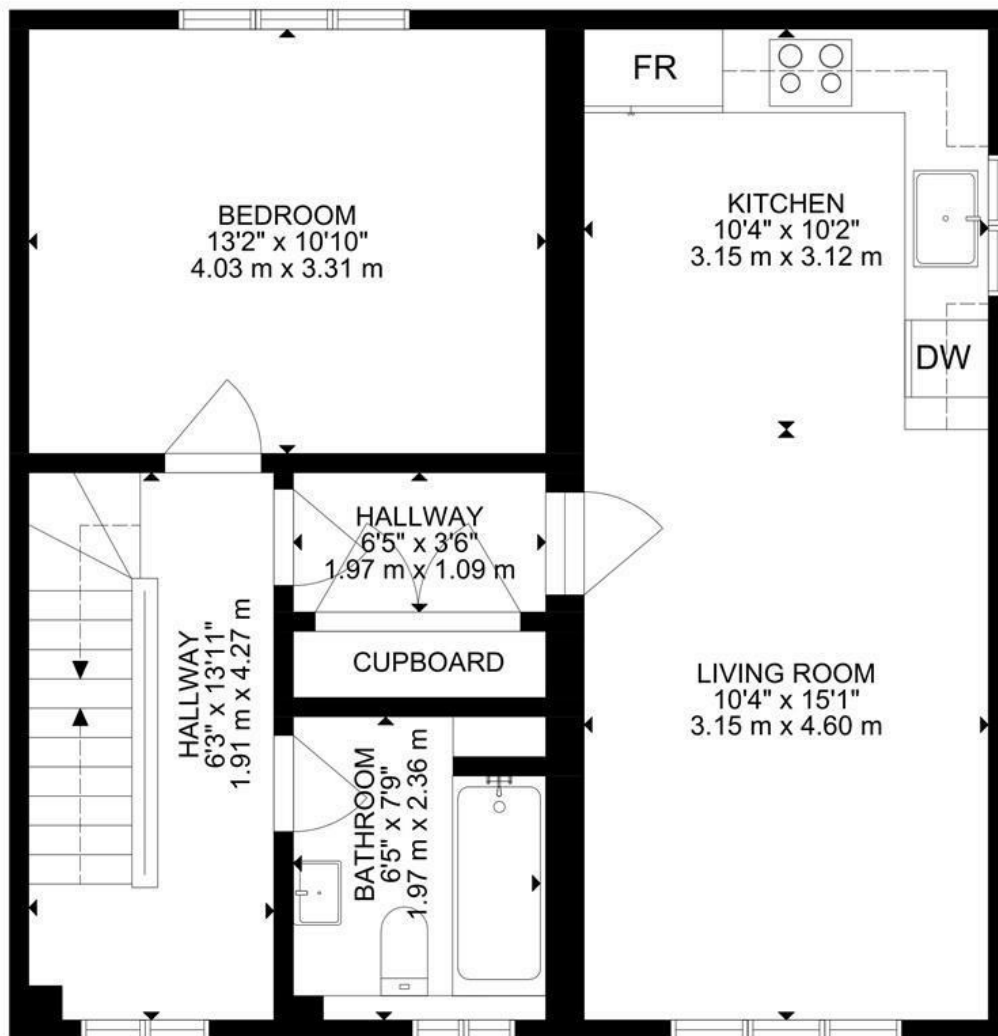 FR
BEDROOM
13'2" x 10'10"
4.03 m x 3.31 m
KITCHEN
10'4" x 10'2"
3.15 m x 3.12 m
DW
HALLWAY
6'5" x 3'6"
1.97 m x 1.09 m
CUPBOARD
HALLWAY
6'3" x 13'11"
1.91 m x 4.27 m
LIVING ROOM
10'4" x 15'1"
3.15 m x 4.60 m
BATHROOM
6'5" x 7'9"
1.97 m x 2.36 m